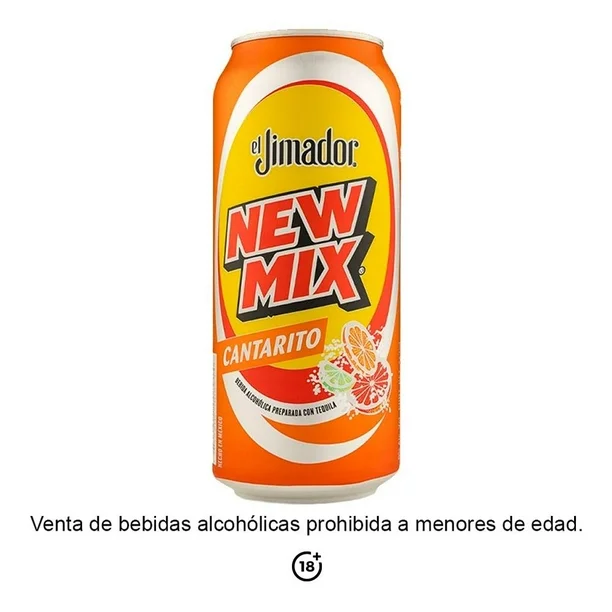 el Jimador®
NEW
MIX®
CANTARITO
BEBIDA ALCOHÓLICA PREPARADA CON TEQUILA
HECHO EN MÉXICO
Venta de bebidas alcohólicas prohibida a menores de edad.
18+